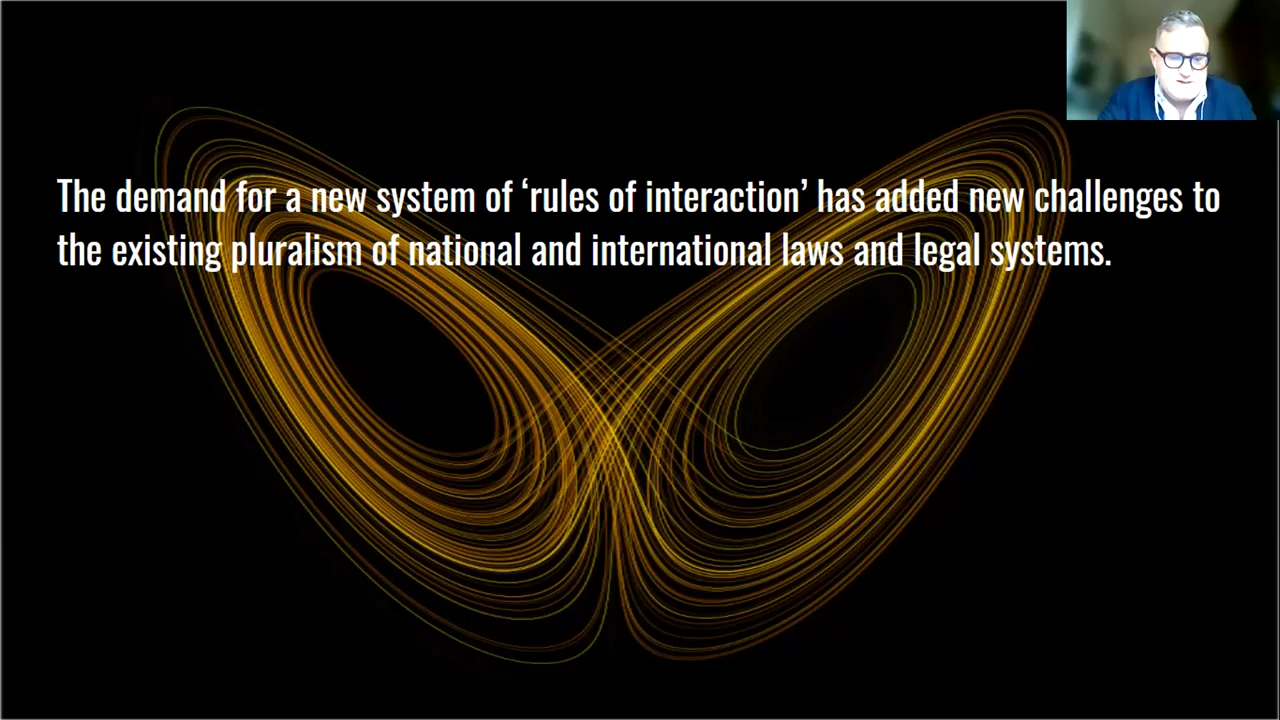 The demand for a new system of ‘rules of interaction’ has added new challenges to
the existing pluralism of national and international laws and legal systems.